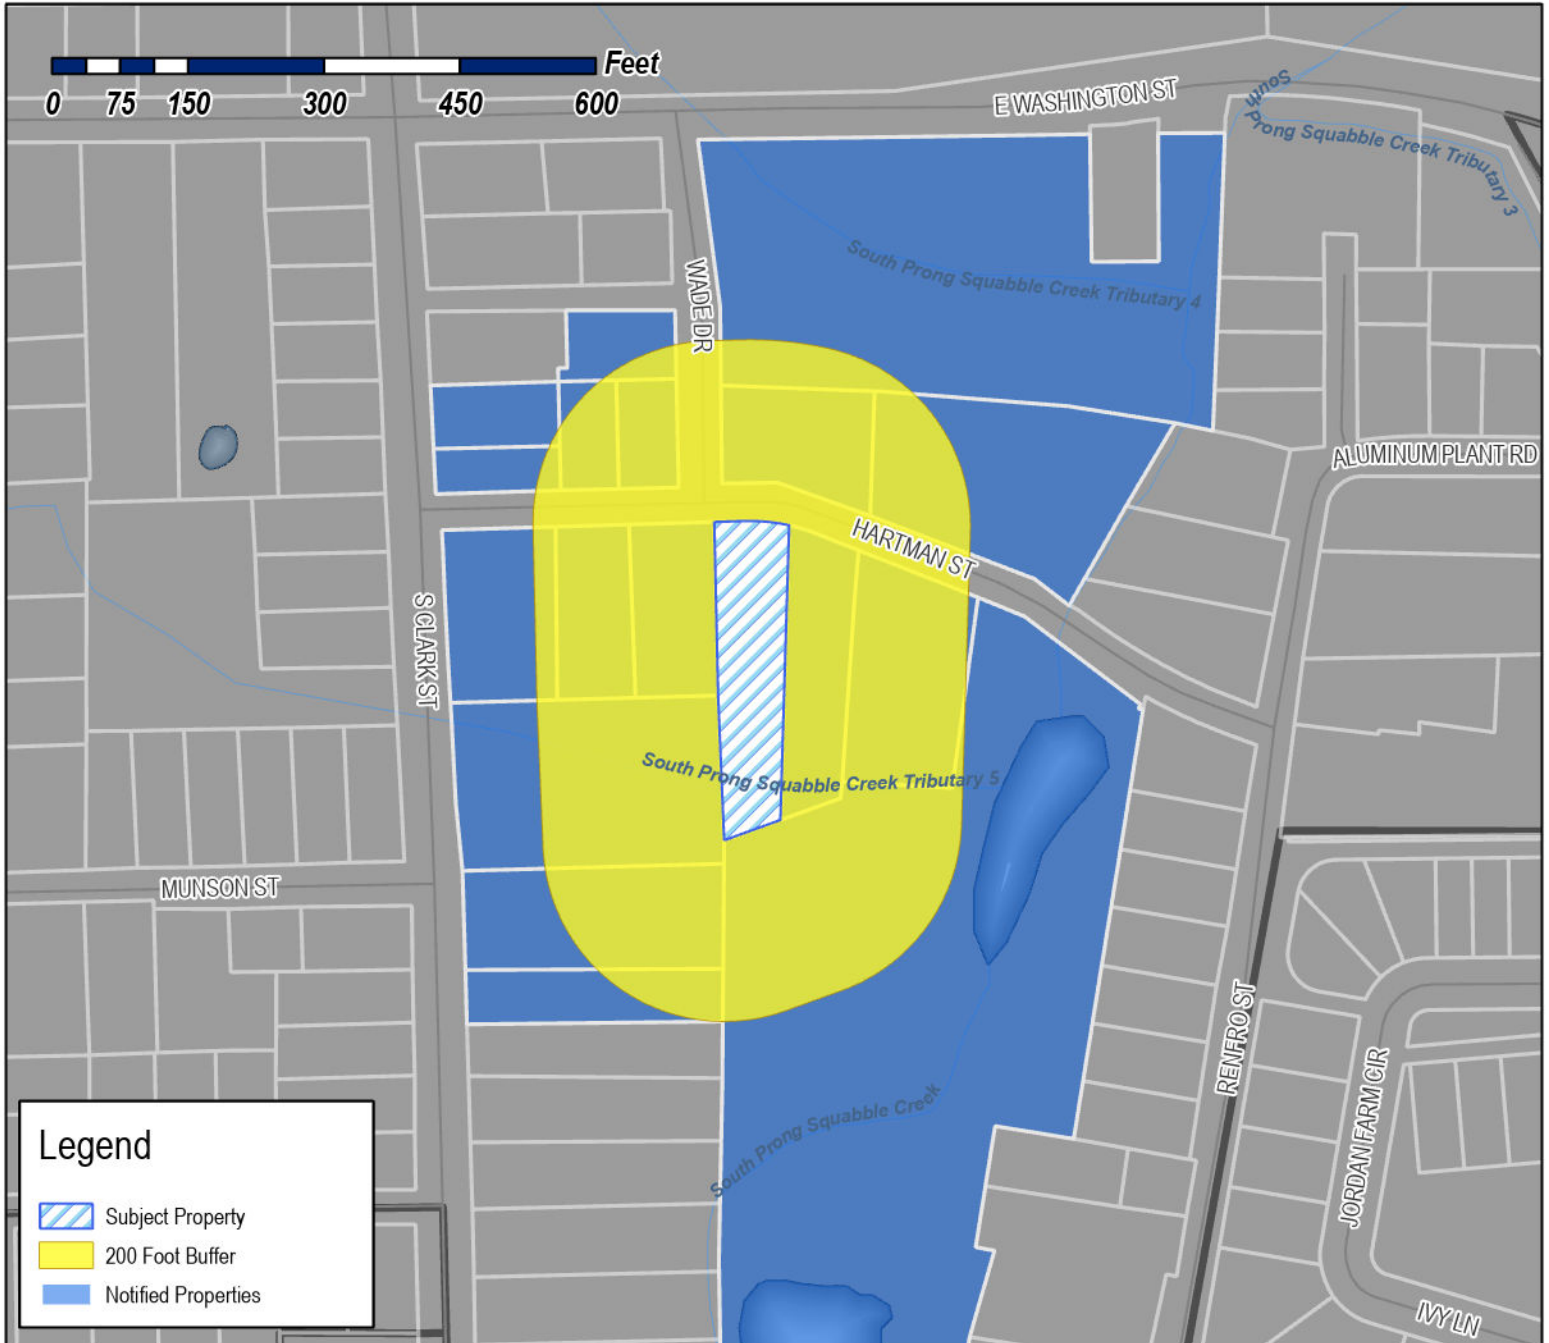 Feet
0 75 150 300 450 600
E WASHINGTON ST
South
Prong Squabble Creek Tributary 3
South Prong Squabble Creek Tributary 4
WADE DR
ALUMINUM PLANT RD
HARTMAN ST
S CLARK ST
South Prong Squabble Creek Tributary 5
MUNSON ST
RENFRO ST
JORDAN FARM CIR
South Prong Squabble Creek
IVY LN
Legend
Subject Property
200 Foot Buffer
Notified Properties